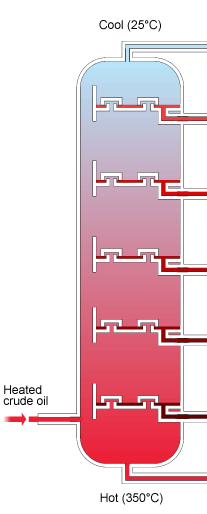 Cool (25°C)
Heated
crude oil
Hot (350°C)